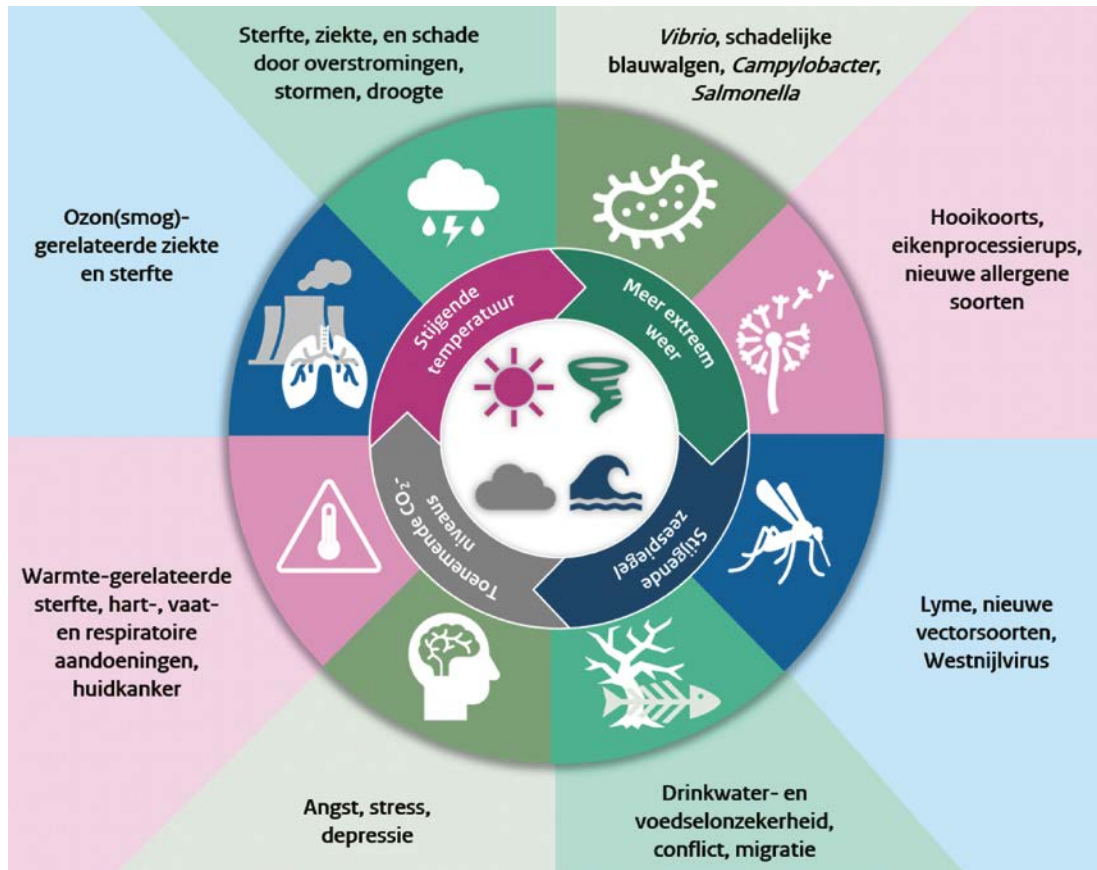 Sterfte, ziekte, en schade
door overstromingen,
stormen, droogte
Vibrio, schadelijke
blauwalgen, Campylobacter,
Salmonella
Hooikoorts,
eikenprocessierups,
nieuwe allergene
soorten
Lyme, nieuwe
vectorsoorten,
Westnijlvirus
Drinkwater- en
voedselonzekerheid,
conflict, migratie
Angst, stress,
depressie
Warmte-gerelateerde
sterfte, hart-, vaat-
en respiratoire
aandoeningen,
huidkanker
Ozon(smog)-
gerelateerde ziekte
en sterfte
Stijgende
temperatuur
Meer extreem
weer
Stijgende
zeespiegel
Toenemende CO₂-
niveaus